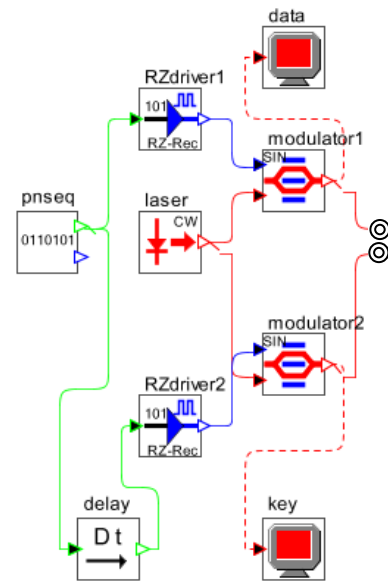 data
RZdriver1
101
RZ-Rec
modulator1
SIN
pnseq
0110101
laser
CW
modulator2
SIN
RZdriver2
101
RZ-Rec
delay
Dt
key